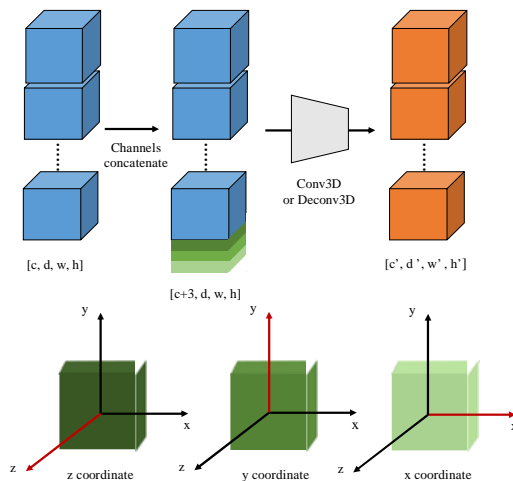 Channels
concatenate
Conv3D
or Deconv3D
[c, d, w, h]
[c+3, d, w, h]
[c’, d ’, w’ , h’]
y
x
z
z coordinate
y
x
z
y coordinate
y
x
z
x coordinate